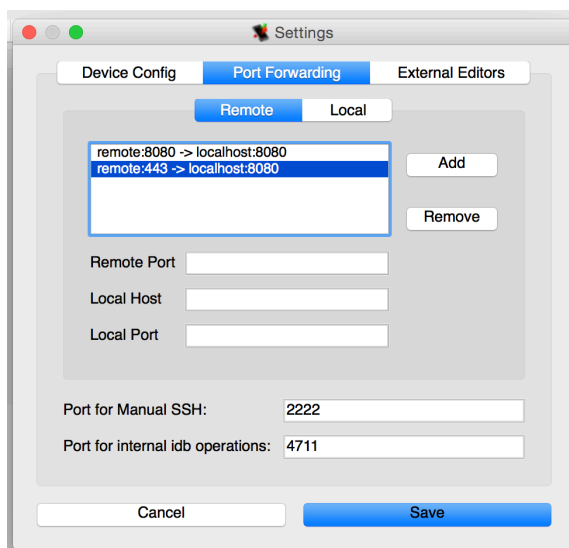 Settings
Device Config Port Forwarding External Editors
Remote Local
remote:8080 -> localhost:8080
remote:443 -> localhost:8080
Add
Remove
Remote Port
Local Host
Local Port
Port for Manual SSH: 2222
Port for internal idb operations: 4711
Cancel Save